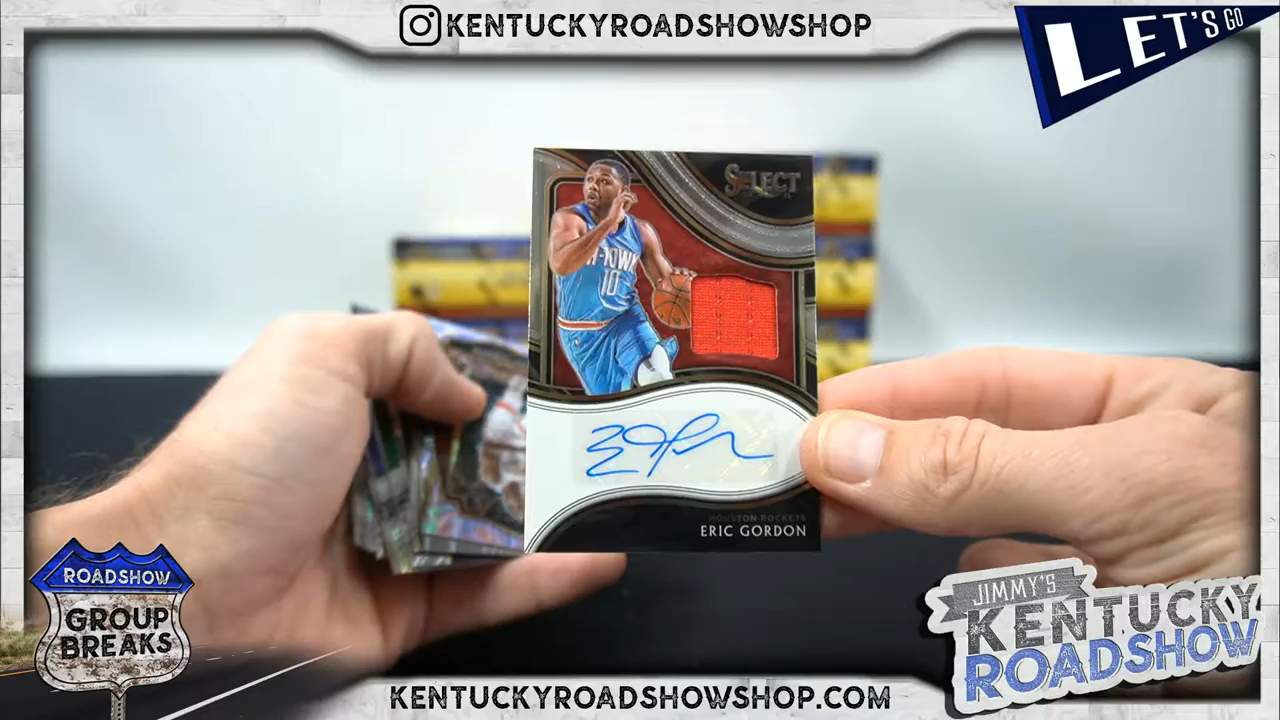 KENTUCKYROADSHOWSHOP
LET'S GO
SELECT
H-TOWN
10
HOUSTON ROCKETS
ERIC GORDON
ROADSHOW
GROUP
BREAKS
JIMMY'S
KENTUCKY
ROADSHOW
KENTUCKYROADSHOWSHOP.COM